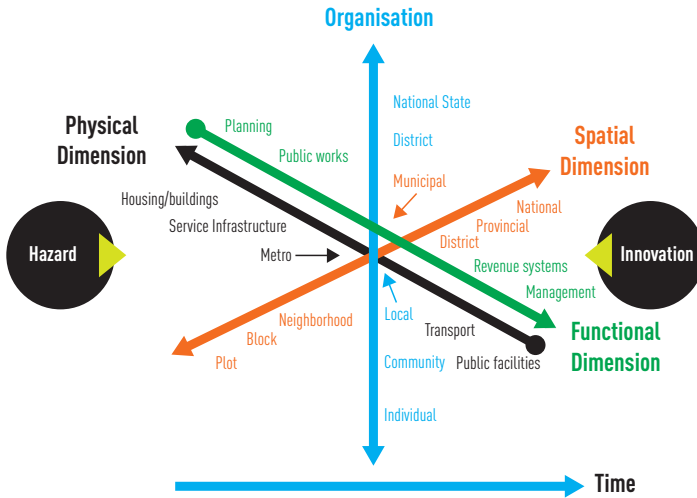 Organisation
National State
Planning
Physical
Dimension
District
Public works
Spatial
Dimension
Municipal
Housing/buildings
National
Service Infrastructure
Provincial
District
Hazard
Metro
Innovation
Revenue systems
Management
Neighborhood
Local
Transport
Block
Functional
Dimension
Plot
Community
Public facilities
Individual
Time